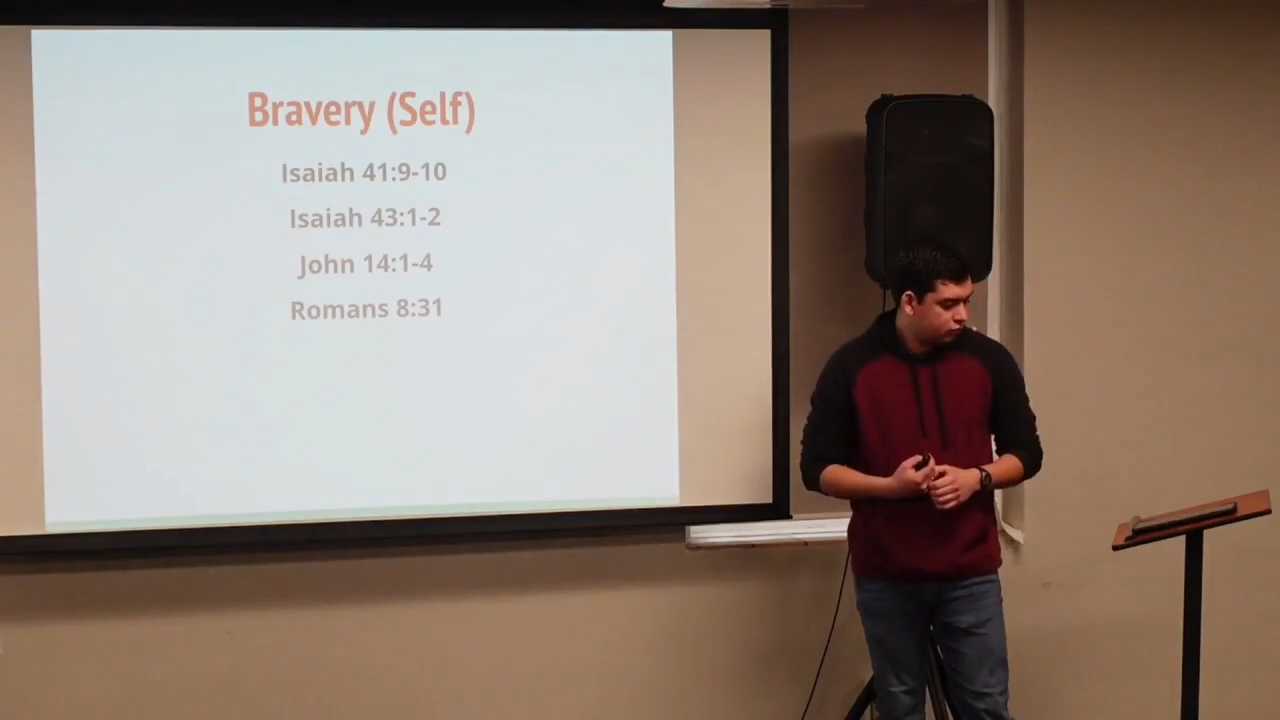 Bravery (Self)
Isaiah 41:9-10
Isaiah 43:1-2
John 14:1-4
Romans 8:31